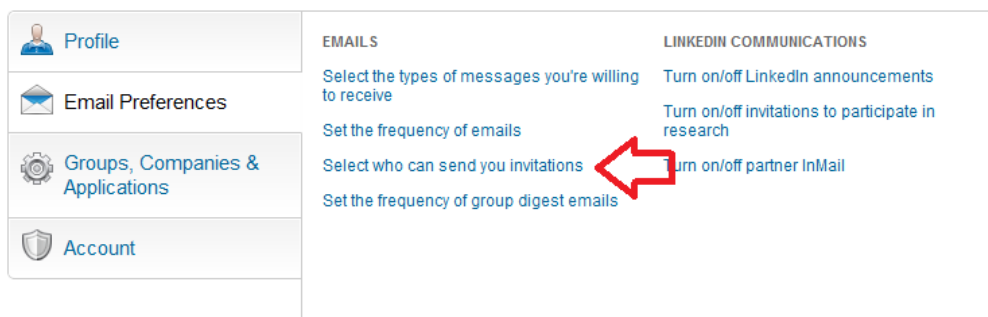 Profile
Email Preferences
Groups, Companies &
Applications
Account
EMAILS
Select the types of messages you're willing
to receive
Set the frequency of emails
Select who can send you invitations
Set the frequency of group digest emails
LINKEDIN COMMUNICATIONS
Turn on/off LinkedIn announcements
Turn on/off invitations to participate in
research
Turn on/off partner InMail